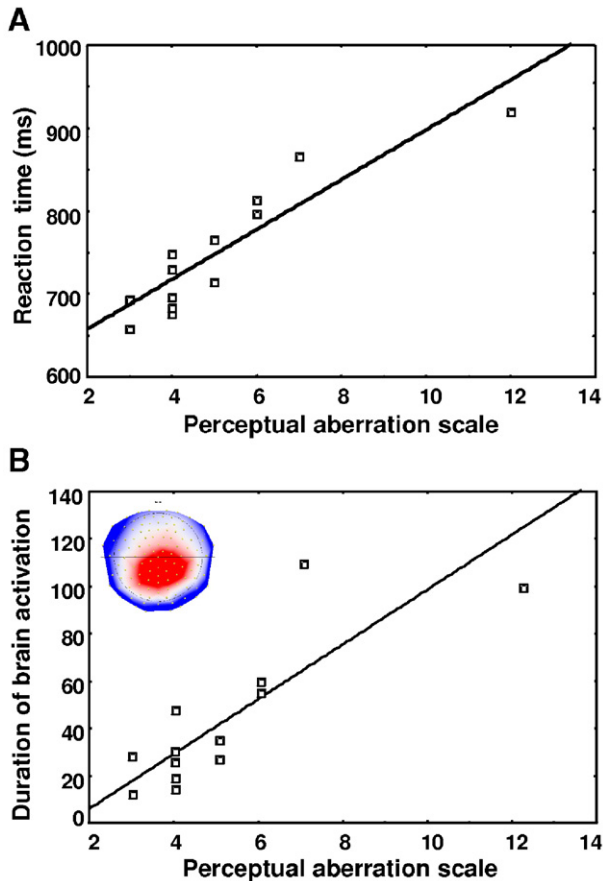 A
Reaction time (ms)
1000
900
800
700
600
2 4 6 8 10 12 14
Perceptual aberration scale
B
Duration of brain activation
140
120
100
80
60
40
20
0
2 4 6 8 10 12 14
Perceptual aberration scale